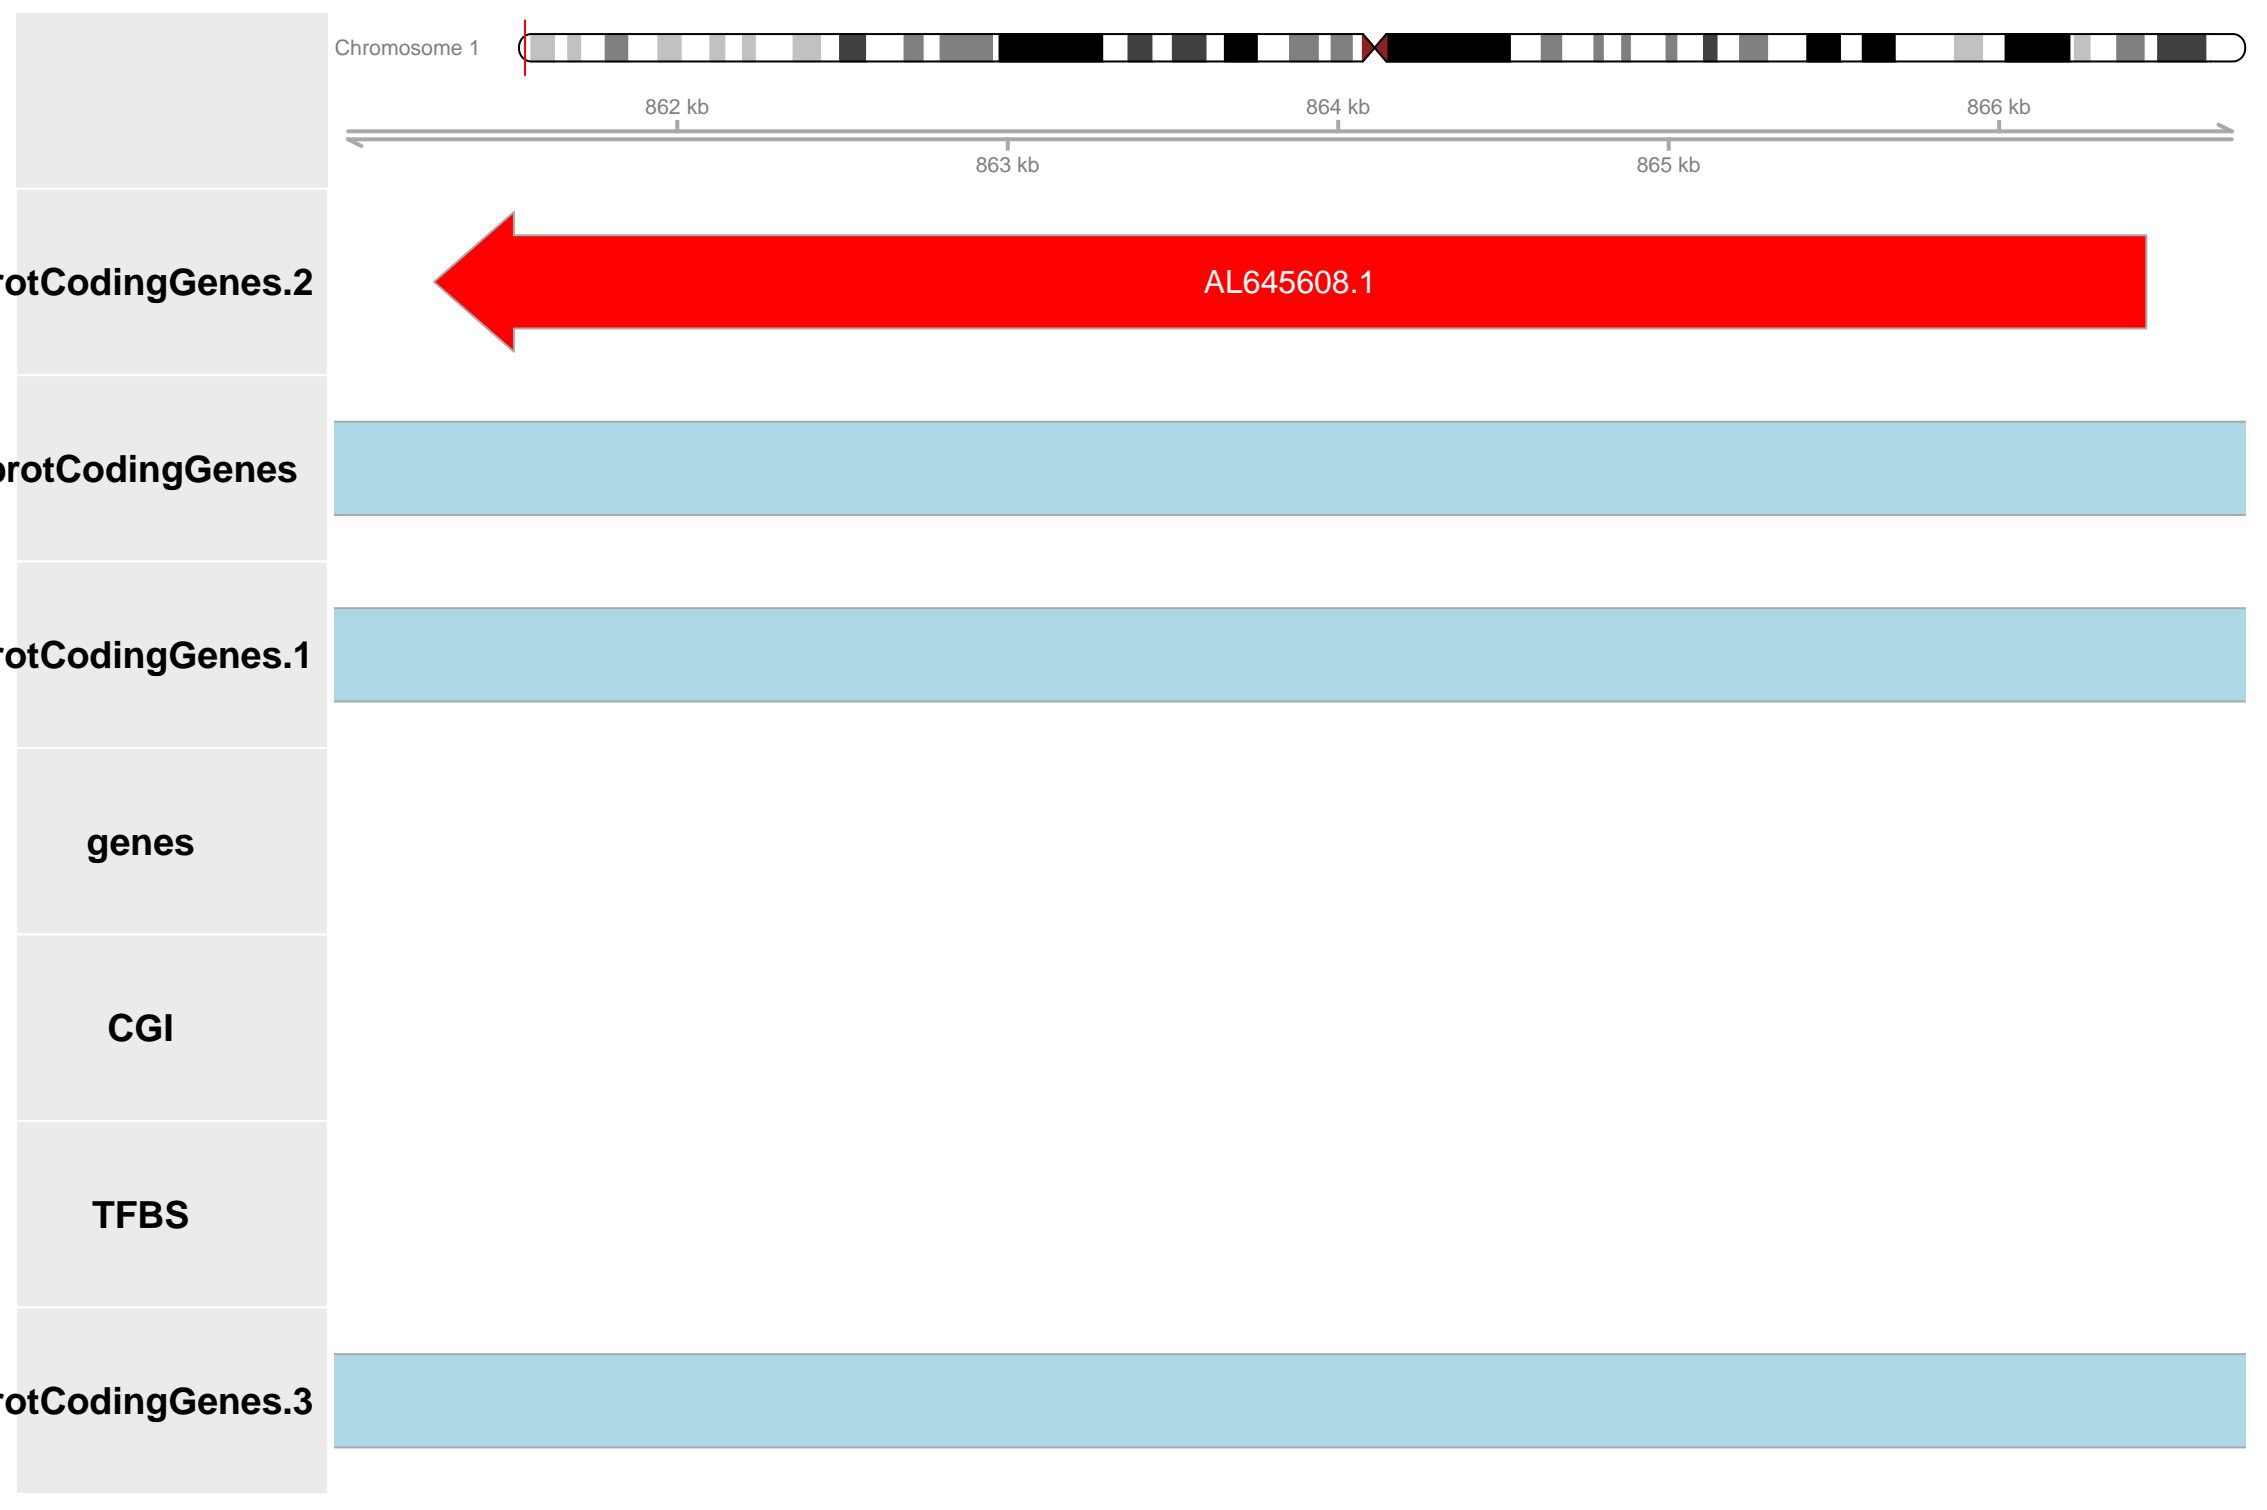 Chromosome 1
862 kb 864 kb 866 kb
863 kb 865 kb
rotCodingGenes.2
AL645608.1
protCodingGenes
rotCodingGenes.1
genes
CGI
TFBS
rotCodingGenes.3